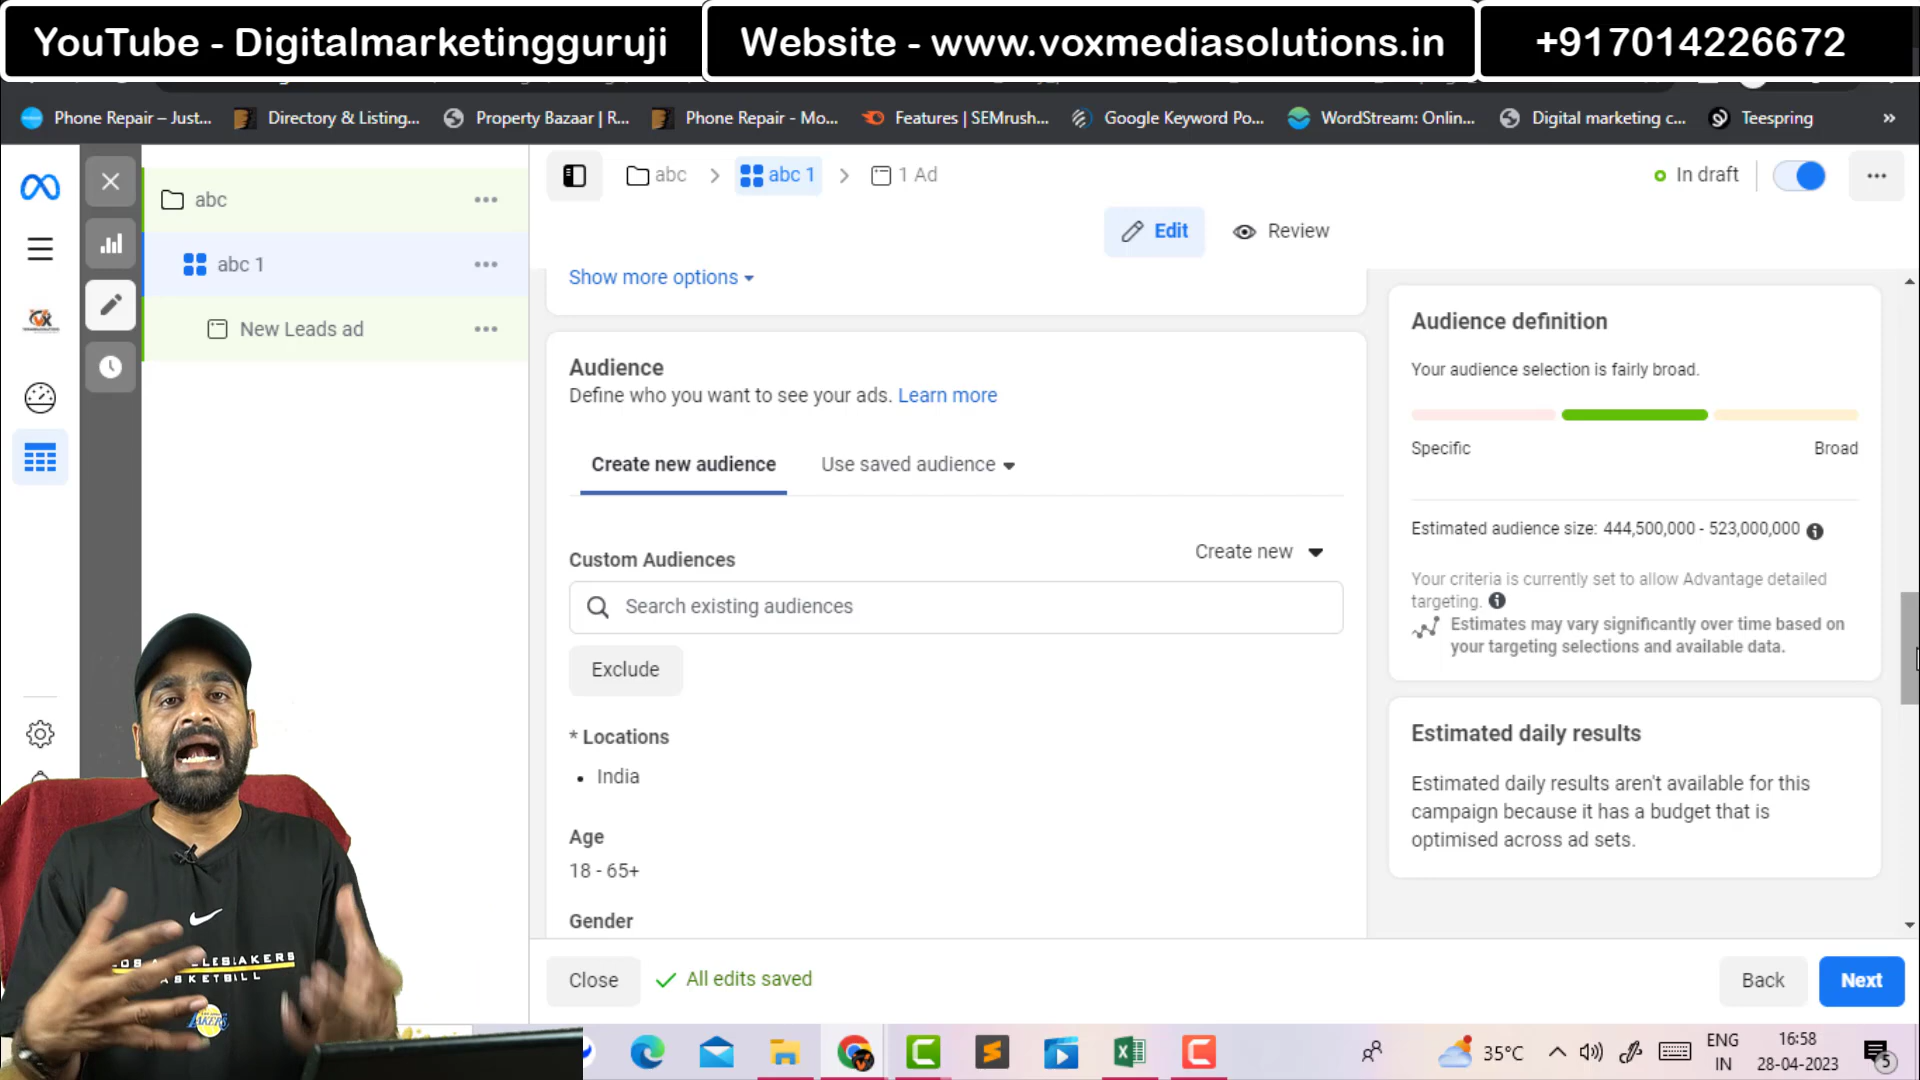 YouTube - Digitalmarketingguruji
Website - www.voxmediasolutions.in
+917014226672
Phone Repair – Just...
Directory & Listing...
Property Bazaar | R...
Phone Repair - Mo...
Features | SEMrush...
Google Keyword Po...
WordStream: Onlin...
Digital marketing c...
Teespring
abc
abc 1
New Leads ad
abc
abc 1
1 Ad
In draft
Edit
Review
Show more options
Audience
Define who you want to see your ads. Learn more
Create new audience
Use saved audience
Custom Audiences
Create new
Search existing audiences
Exclude
* Locations
India
Age
18 - 65+
Gender
Audience definition
Your audience selection is fairly broad.
Specific
Broad
Estimated audience size: 444,500,000 - 523,000,000
Your criteria is currently set to allow Advantage detailed
targeting.
Estimates may vary significantly over time based on
your targeting selections and available data.
Estimated daily results
Estimated daily results aren't available for this
campaign because it has a budget that is
optimised across ad sets.
Close
All edits saved
Back
Next
35°C
ENG
IN
16:58
28-04-2023
5
LAKERS